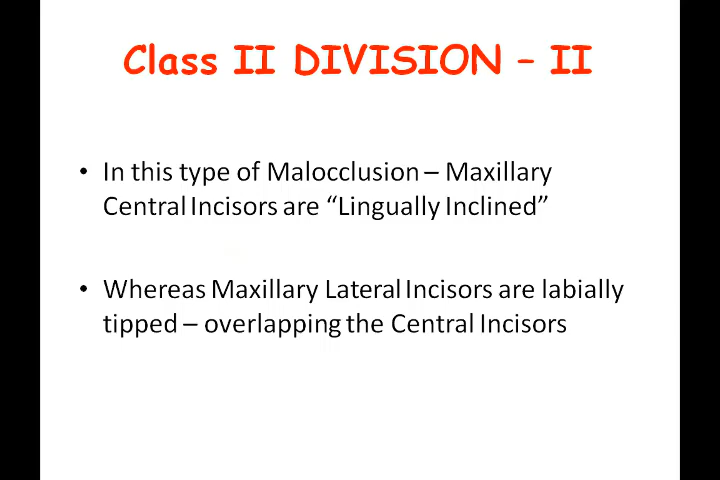 Class II DIVISION – II
• In this type of Malocclusion – Maxillary
Central Incisors are “Lingually Inclined”
• Whereas Maxillary Lateral Incisors are labially
tipped – overlapping the Central Incisors